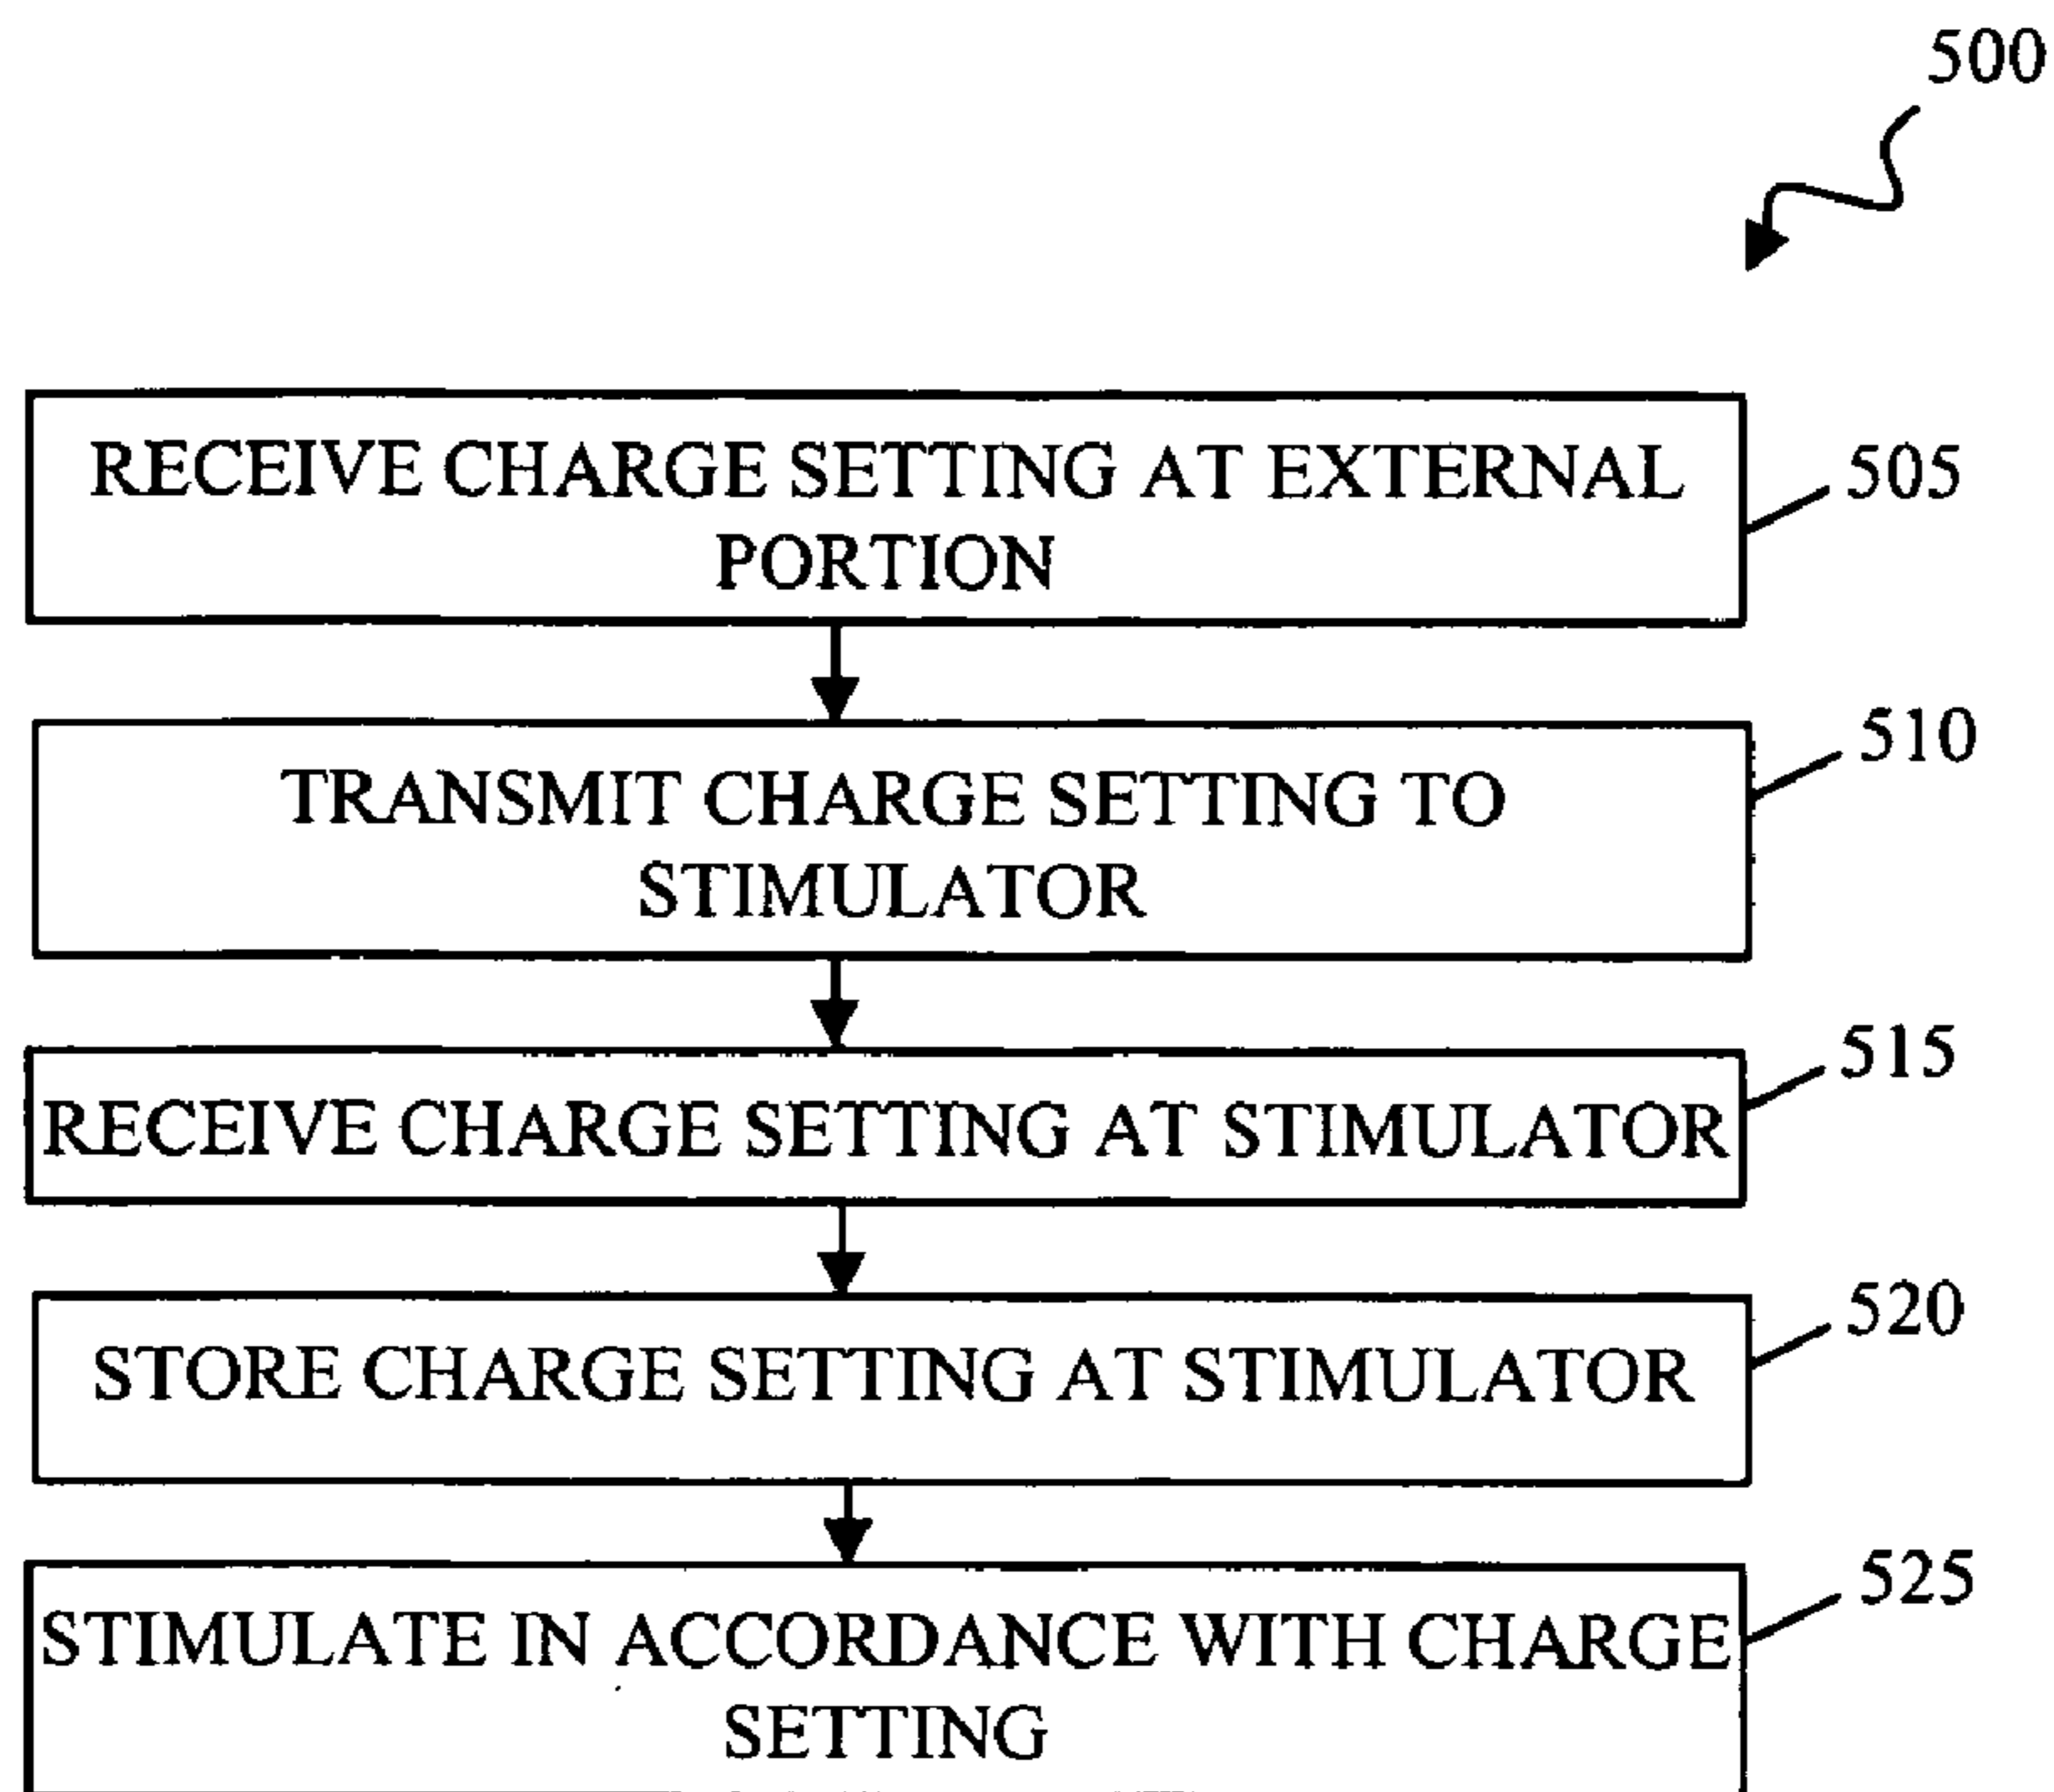 500
RECEIVE CHARGE SETTING AT EXTERNAL
PORTION
505
TRANSMIT CHARGE SETTING TO
STIMULATOR
510
RECEIVE CHARGE SETTING AT STIMULATOR
515
STORE CHARGE SETTING AT STIMULATOR
520
STIMULATE IN ACCORDANCE WITH CHARGE
SETTING
525